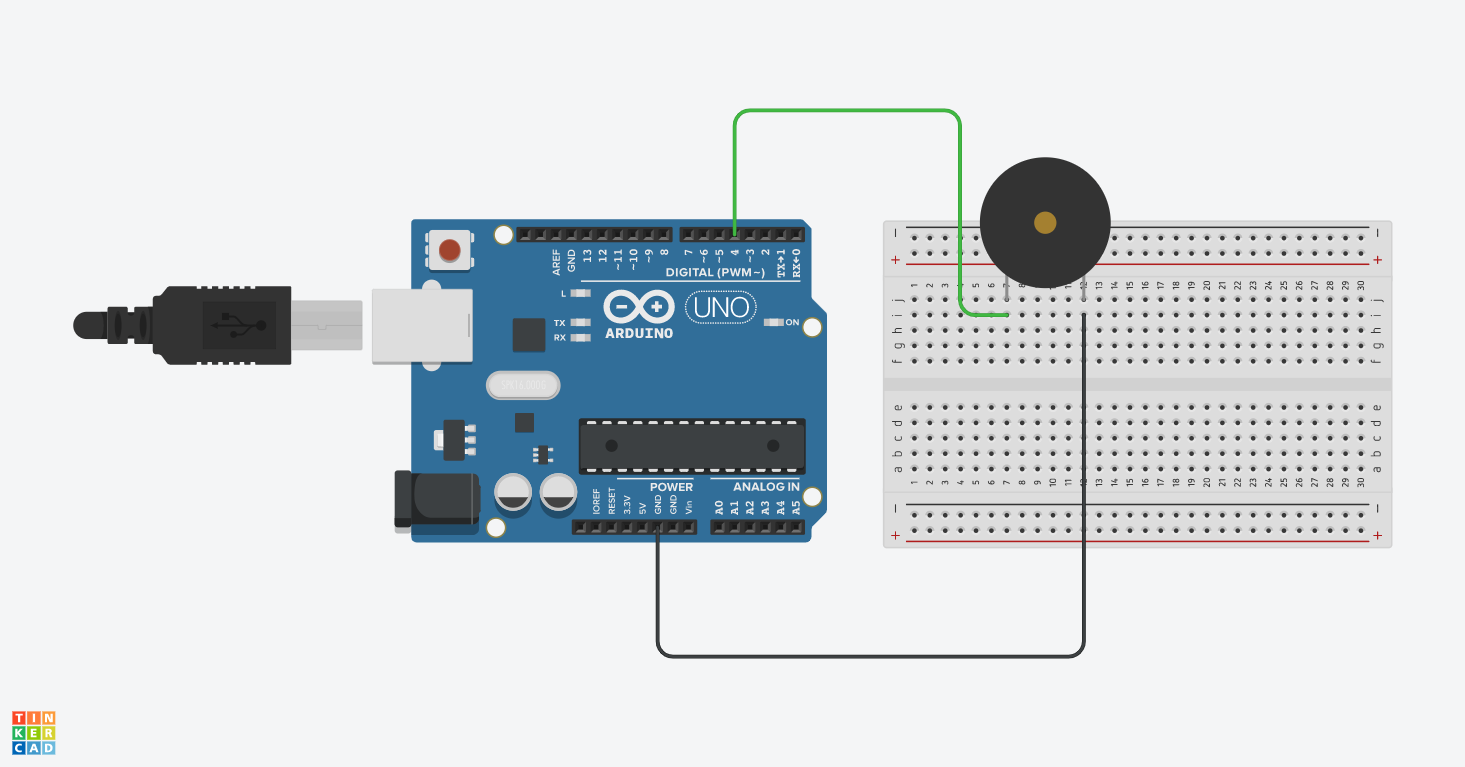 AREF
GND
13
12
~11
~10
~9
8
7
~6
~5
4
~3
2
TX→1
RX←0
DIGITAL (PWM~)
L
TX
RX
ARDUINO
UNO
ON
SPK16.000G
IOREF
RESET
3.3V
5V
GND
GND
Vin
POWER
ANALOG IN
A0
A1
A2
A3
A4
A5
− −
+ +
1 2 3 4 5 6 7 8 9 10 11 12 13 14 15 16 17 18 19 20 21 22 23 24 25 26 27 28 29 30
j j
i i
h h
g g
f f
e e
d d
c c
b b
a a
1 2 3 4 5 6 7 8 9 10 11 12 13 14 15 16 17 18 19 20 21 22 23 24 25 26 27 28 29 30
− −
+ +
TIN
KER
CAD